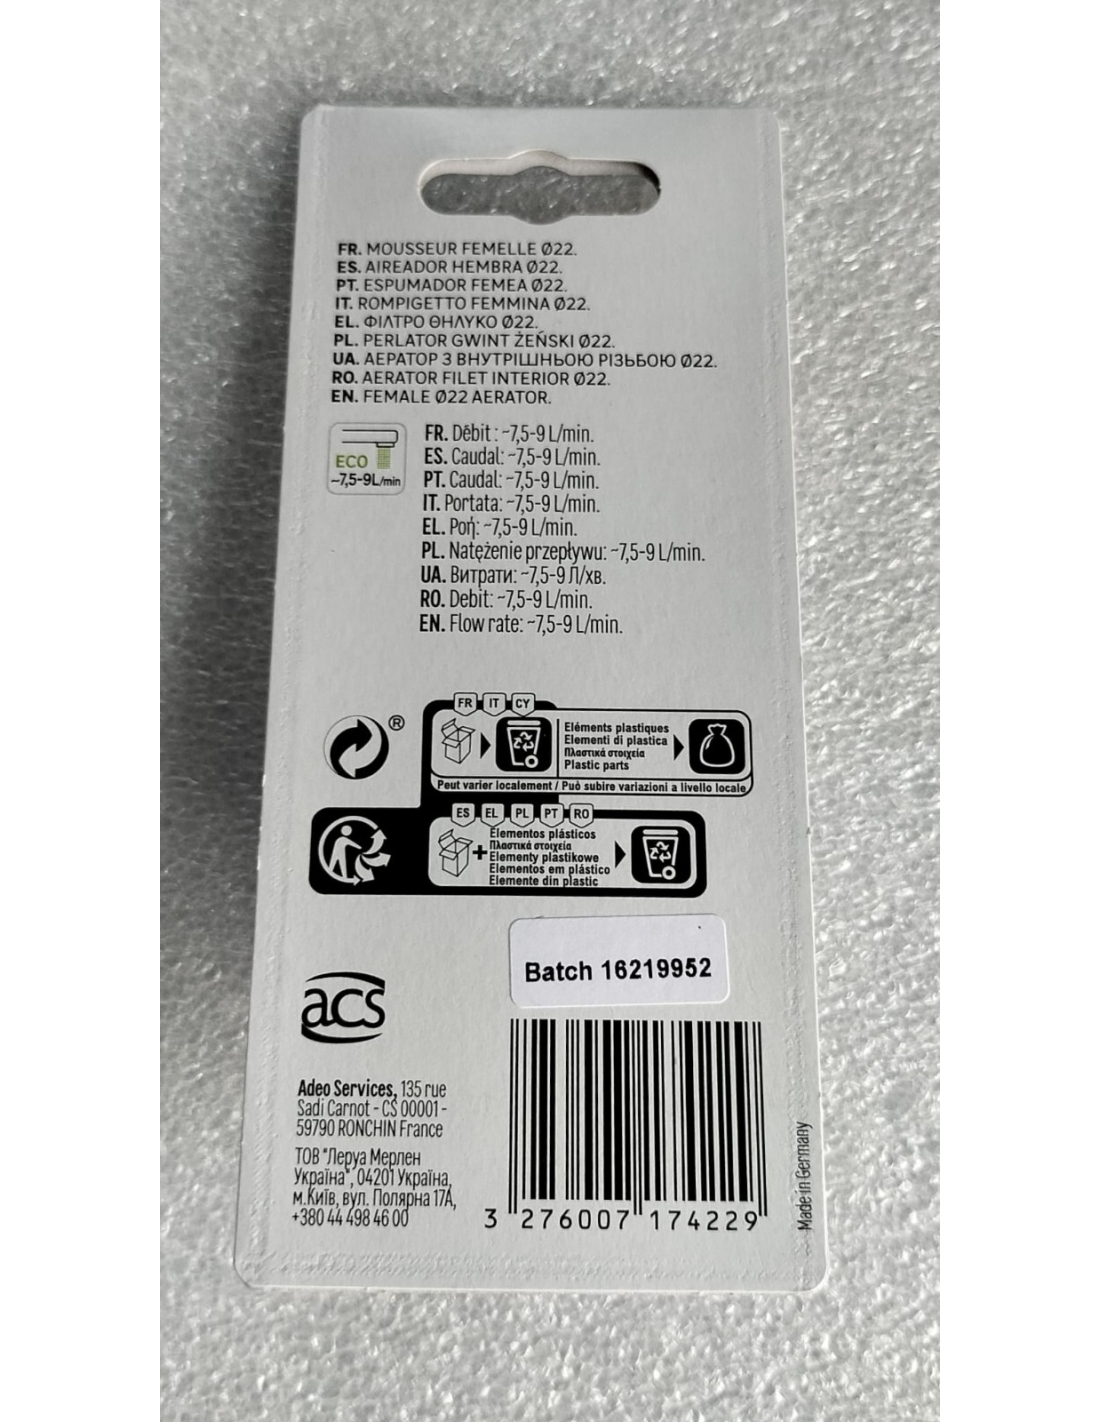 FR. MOUSSEUR FEMELLE Ø22.
ES. AIREADOR HEMBRA Ø22.
PT. ESPUMADOR FEMEA Ø22.
IT. ROMPIGETTO FEMMINA Ø22.
EL. ΦΙΛΤΡΟ ΘΗΛΥΚΟ Ø22.
PL. PERLATOR GWINT ŻEŃSKI Ø22.
UA. АЕРАТОР З ВНУТРІШНЬОЮ РІЗЬБОЮ Ø22.
RO. AERATOR FILET INTERIOR Ø22.
EN. FEMALE Ø22 AERATOR.
ECO
~7,5-9L/min
FR. Débit : ~7,5-9 L/min.
ES. Caudal: ~7,5-9 L/min.
PT. Caudal: ~7,5-9 L/min.
IT. Portata: ~7,5-9 L/min.
EL. Ροή: ~7,5-9 L/min.
PL. Natężenie przepływu: ~7,5-9 L/min.
UA. Витрати: ~7,5-9 Л/хв.
RO. Debit: ~7,5-9 L/min.
EN. Flow rate: ~7,5-9 L/min.
®
FR IT CY
Eléments plastiques
Elementi di plastica
Πλαστικά στοιχεία
Plastic parts
Peut varier localement / Può subire variazioni a livello locale
ES EL PL PT RO
+
Elementos plásticos
Πλαστικά στοιχεία
Elementy plastikowe
Elementos em plástico
Elemente din plastic
Batch 16219952
acs
Adeo Services, 135 rue
Sadi Carnot - CS 00001 -
59790 RONCHIN France
ТОВ "Леруа Мерлен
Україна", 04201 Україна,
м.Київ, вул. Полярна 17А,
+380 44 498 46 00
3 276007 174229
Made in Germany